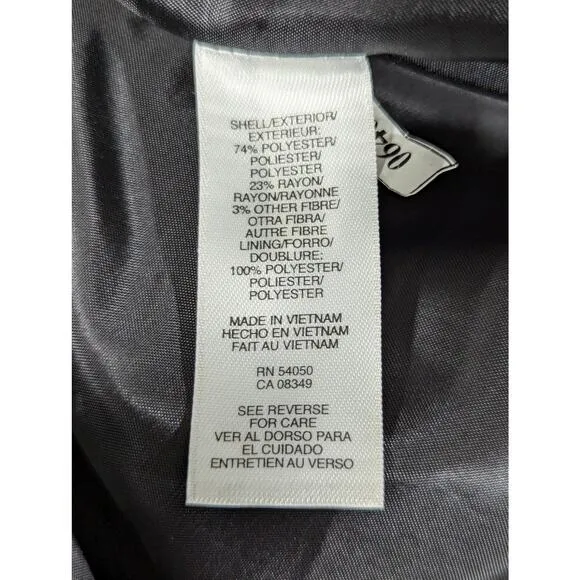 SHELL/EXTERIOR/
EXTERIEUR:
74% POLYESTER/
POLIESTER/
POLYESTER
23% RAYON/
RAYON/RAYONNE
3% OTHER FIBRE/
OTRA FIBRA/
AUTRE FIBRE
LINING/FORRO/
DOUBLURE:
100% POLYESTER/
POLIESTER/
POLYESTER
MADE IN VIETNAM
HECHO EN VIETNAM
FAIT AU VIETNAM
RN 54050
CA 08349
SEE REVERSE
FOR CARE
VER AL DORSO PARA
EL CUIDADO
ENTRETIEN AU VERSO